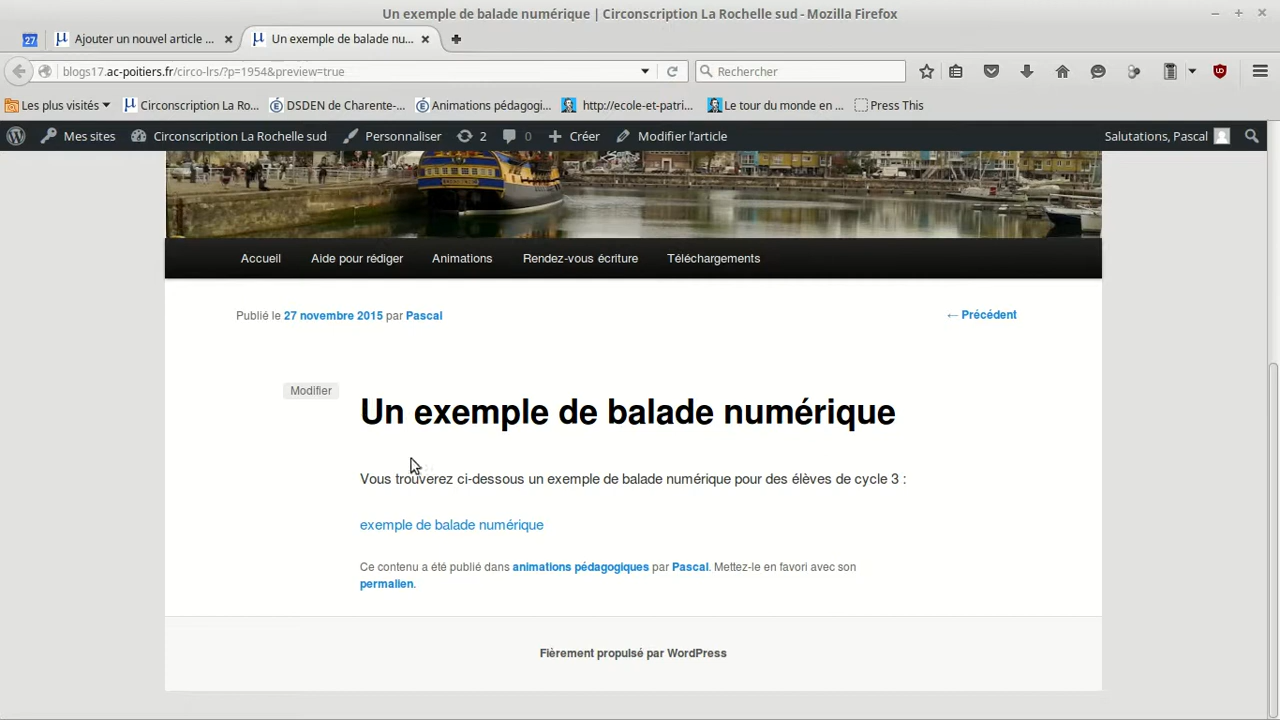 Un exemple de balade numérique | Circonscription La Rochelle sud - Mozilla Firefox
27 Ajouter un nouvel article ... Un exemple de balade nu...
blogs17.ac-poitiers.fr/circo-lrs/?p=1954&preview=true Rechercher
Les plus visités Circonscription La Ro... DSDEN de Charente-... Animations pédagogi... http://ecole-et-patri... Le tour du monde en ... Press This
Mes sites Circonscription La Rochelle sud Personnaliser 2 0 Créer Modifier l’article Salutations, Pascal
Accueil Aide pour rédiger Animations Rendez-vous écriture Téléchargements
Publié le 27 novembre 2015 par Pascal ← Précédent
Modifier
Un exemple de balade numérique
Vous trouverez ci-dessous un exemple de balade numérique pour des élèves de cycle 3 :
exemple de balade numérique
Ce contenu a été publié dans animations pédagogiques par Pascal. Mettez-le en favori avec son
permalien.
Fièrement propulsé par WordPress